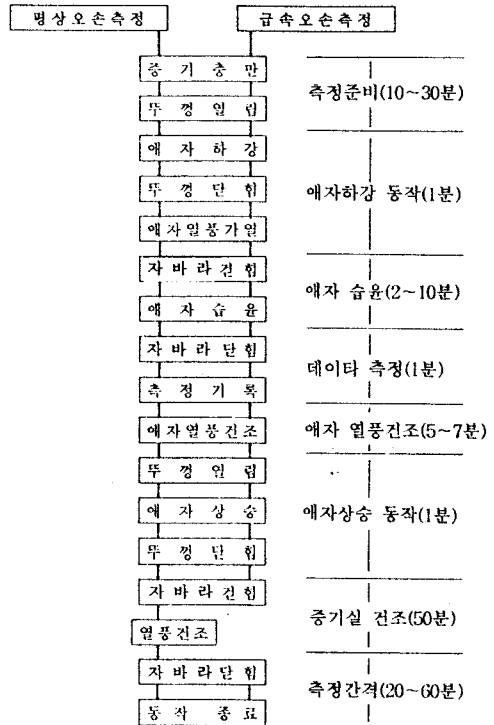 평상오손측정 급속오손측정
증기충만
뚜껑열림
측정준비(10~30분)
애자하강
뚜껑단힘
애자열풍가열
애자하강 동작(1분)
자바라건힘
애자습윤
애자 습윤(2~10분)
자바라단힘
측정기록
데이타 측정(1분)
애자열풍건조
애자 열풍건조(5~7분)
뚜껑열림
애자상승
뚜껑단힘
애자상승 동작(1분)
자바라건힘
열풍건조
증기실 건조(50분)
자바라단힘
동작종료
측정간격(20~60분)